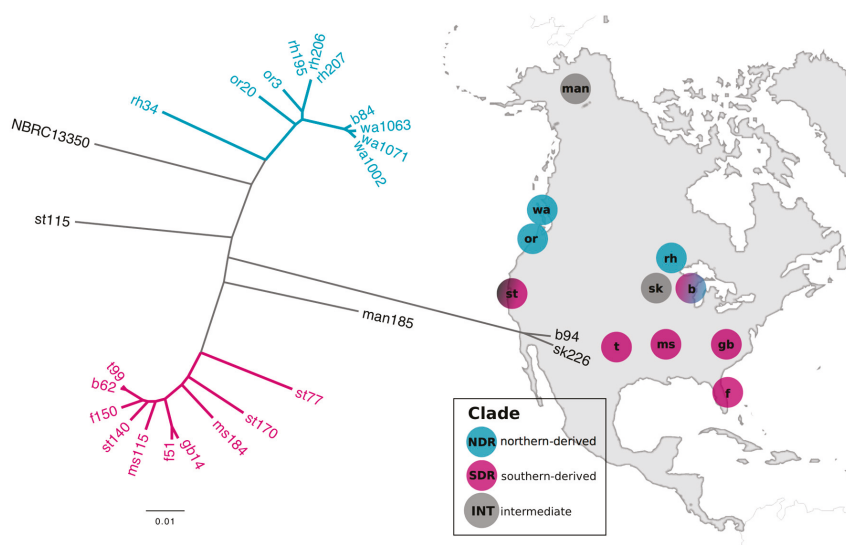 rh206
rh195
rh207
or3
or20
b84
wa1063
wa1071
wa1002
rh34
NBRC13350
st115
man185
b94
sk226
st77
st170
ms184
gb14
f51
ms115
st140
f150
b62
f99
0.01
man
wa
or
rh
st
sk
b
t
ms
gb
f
Clade
NDR northern-derived
SDR southern-derived
INT intermediate